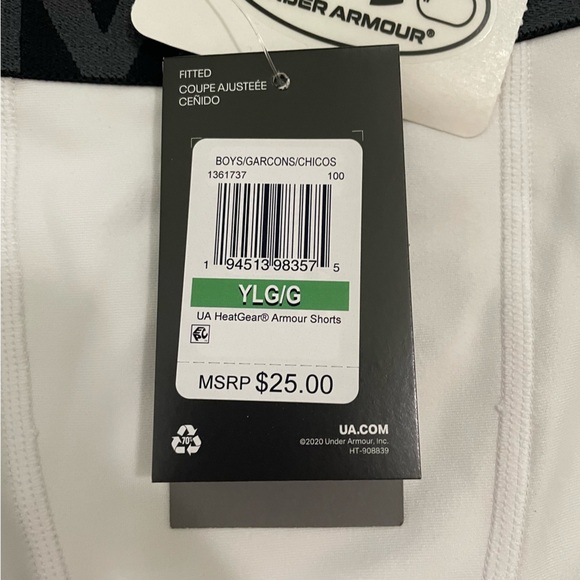 UNDER ARMOUR®
FITTED
COUPE AJUSTEÉE
CEÑIDO
BOYS/GARCONS/CHICOS
1361737 100
1 94513 98357 5
YLG/G
UA HeatGear® Armour Shorts
MSRP $25.00
70%
UA.COM
©2020 Under Armour, Inc.
HT-908839